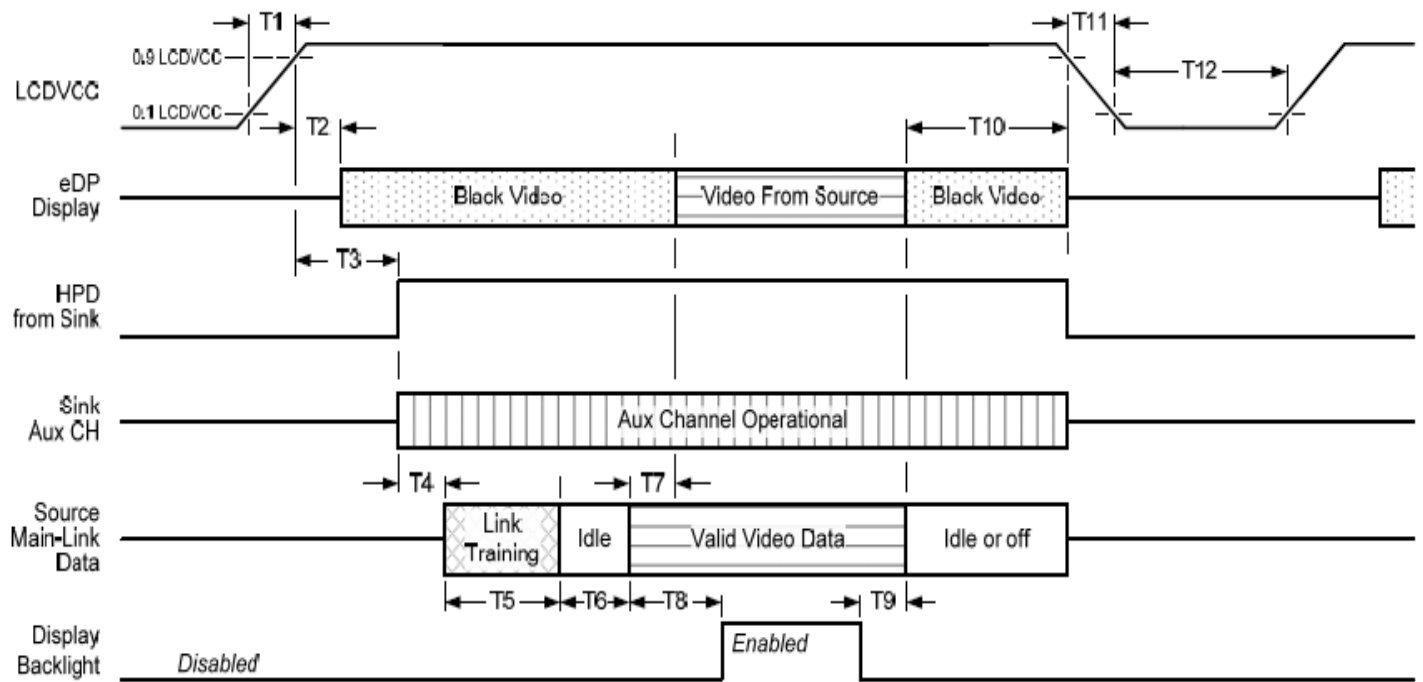 T1
T11
0.9 LCDVCC
T12
LCDVCC
0.1 LCDVCC
T2
T10
eDP
Display
Black Video
Video From Source
Black Video
T3
HPD
from Sink
Sink
Aux CH
Aux Channel Operational
T4
T7
Source
Main-Link
Data
Link
Training
Idle
Valid Video Data
Idle or off
T5
T6
T8
T9
Display
Backlight
Disabled
Enabled